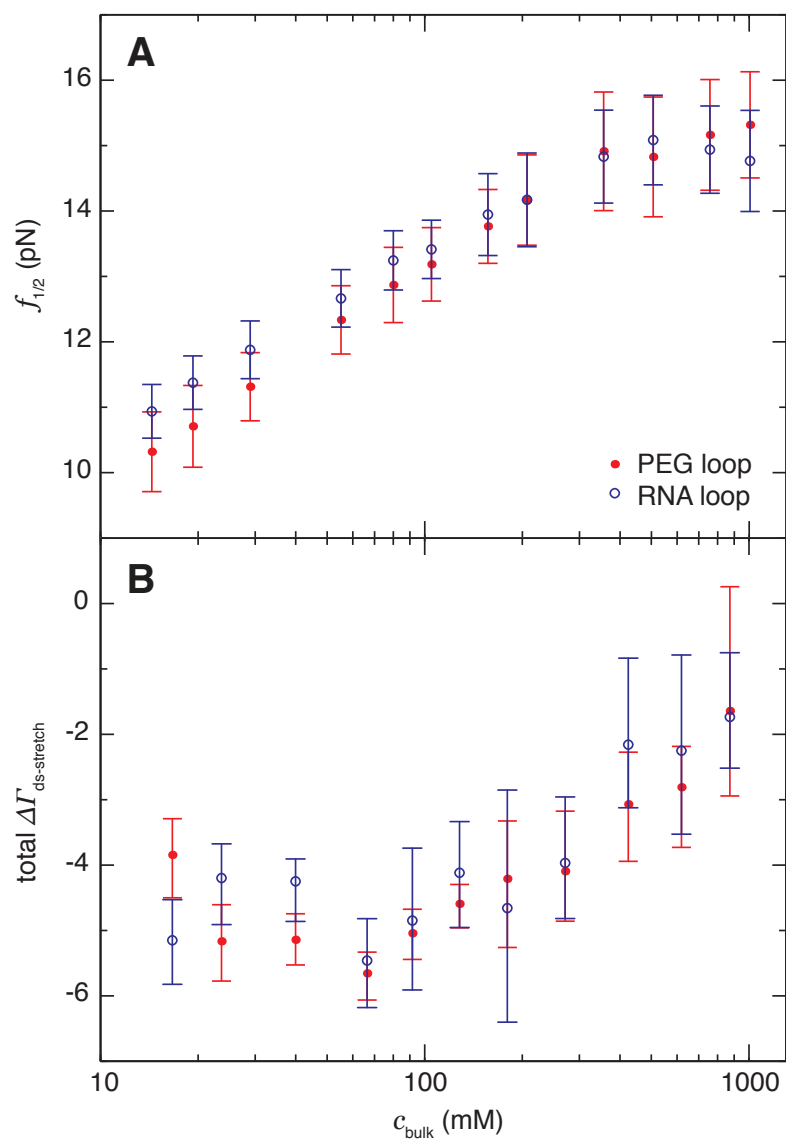 A
16
14
12
10
f1/2 (pN)
PEG loop
RNA loop
B
0
-2
-4
-6
total ΔΓds-stretch
10 100 1000
cbulk (mM)